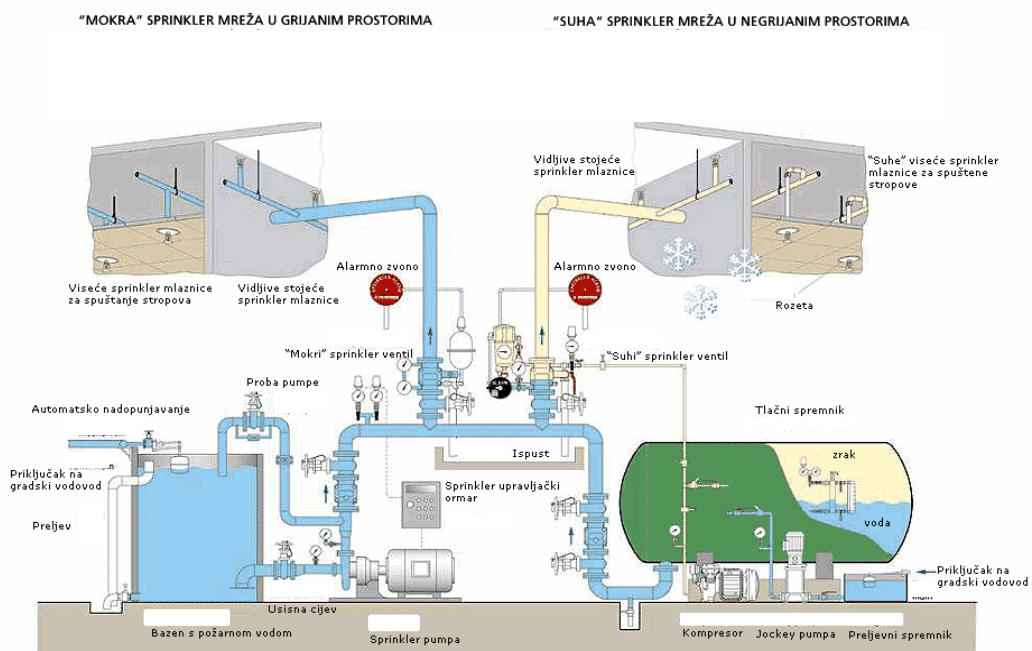 “MOKRA” SPRINKLER MREŽA U GRIJANIM PROSTORIMA
“SUHA” SPRINKLER MREŽA U NEGRIJANIM PROSTORIMA
Vidljive stojeće
sprinkler mlaznice
“Suhe” viseće sprinkler
mlaznice za spuštene
stropove
Viseće sprinkler mlaznice
za spuštanje stropova
Vidljive stojeće
sprinkler mlaznice
Alarmno zvono
Alarmno zvono
Rozeta
“Mokri” sprinkler ventil
“Suhi” sprinkler ventil
Proba pumpe
Automatsko nadopunjavanje
Tlačni spremnik
Priključak na
gradski vodovod
Ispust
zrak
Sprinkler upravljački
ormar
Preljev
voda
Priključak na
gradski vodovod
Usisna cijev
Bazen s požarnom vodom
Sprinkler pumpa
Kompresor
Jockey pumpa
Preljevni spremnik